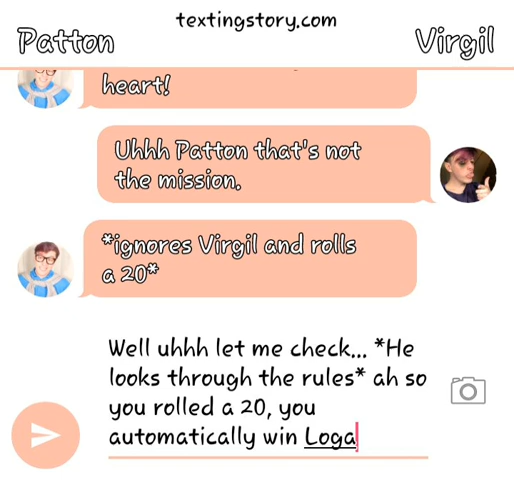 textingstory.com
Patton
Virgil
heart!
Uhhh Patton that's not
the mission.
*ignores Virgil and rolls
a 20*
Well uhhh let me check... *He
looks through the rules* ah so
you rolled a 20, you
automatically win Loga